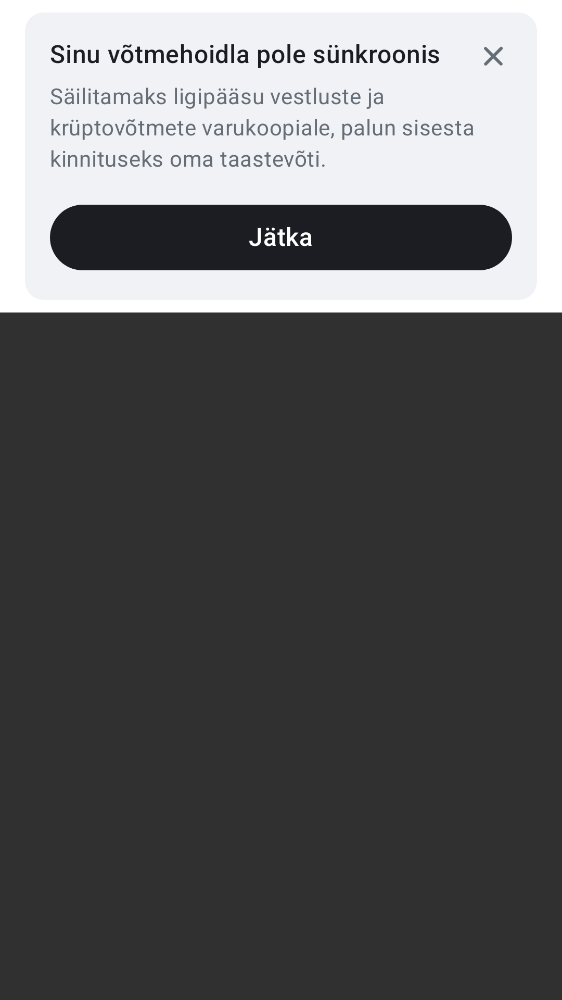 Sinu võtmehoidla pole sünkroonis
Säilitamaks ligipääsu vestluste ja
krüptovõtmete varukoopiale, palun sisesta
kinnituseks oma taastevõti.
Jätka